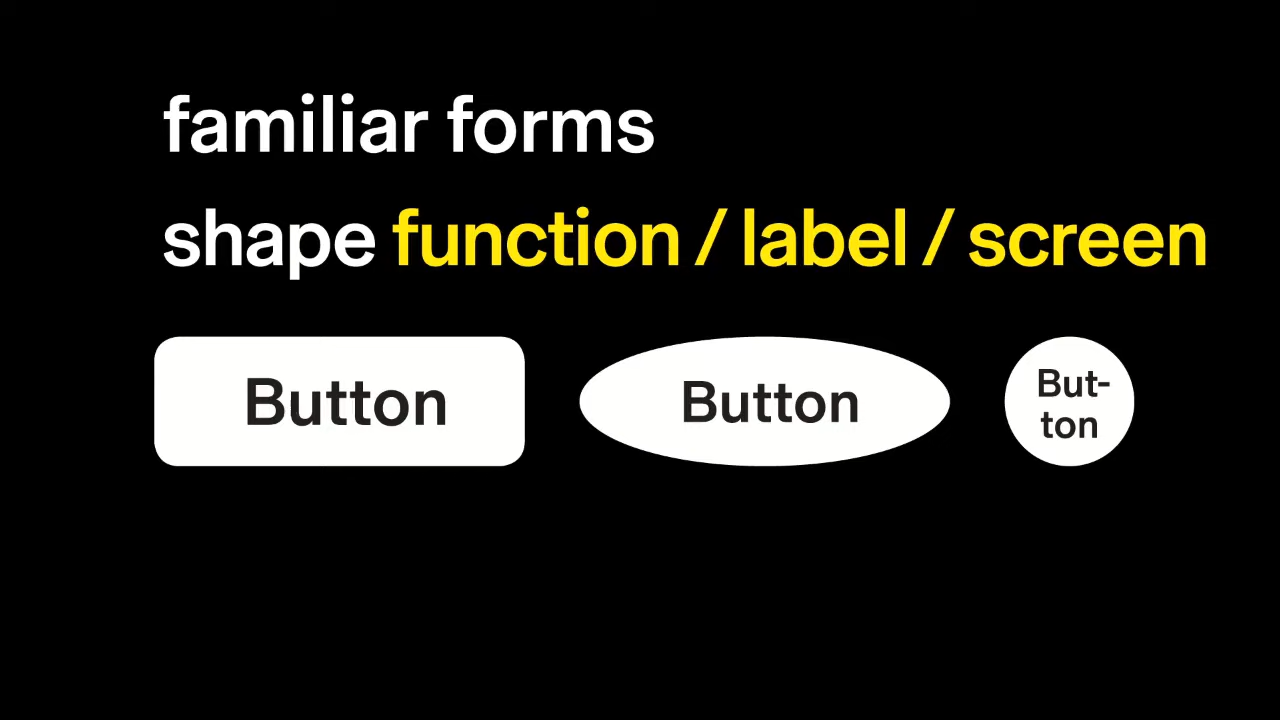 familiar forms
shape function / label / screen
Button
Button
But-
ton